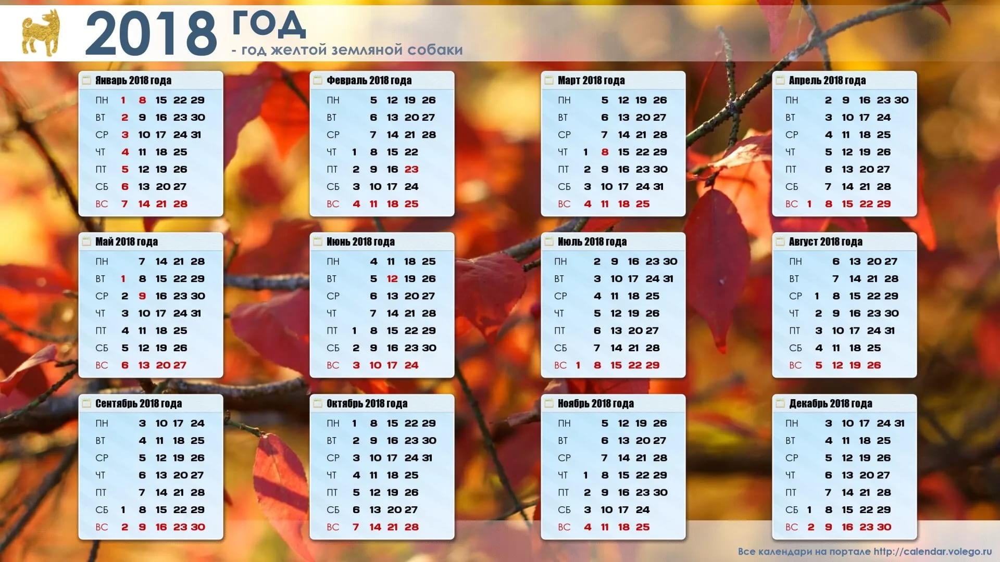 2018 год
- год желтой земляной собаки
Январь 2018 года
ПН 1 8 15 22 29
ВТ 2 9 16 23 30
СР 3 10 17 24 31
ЧТ 4 11 18 25
ПТ 5 12 19 26
СБ 6 13 20 27
ВС 7 14 21 28
Февраль 2018 года
ПН 5 12 19 26
ВТ 6 13 20 27
СР 7 14 21 28
ЧТ 1 8 15 22
ПТ 2 9 16 23
СБ 3 10 17 24
ВС 4 11 18 25
Март 2018 года
ПН 5 12 19 26
ВТ 6 13 20 27
СР 7 14 21 28
ЧТ 1 8 15 22 29
ПТ 2 9 16 23 30
СБ 3 10 17 24 31
ВС 4 11 18 25
Апрель 2018 года
ПН 2 9 16 23 30
ВТ 3 10 17 24
СР 4 11 18 25
ЧТ 5 12 19 26
ПТ 6 13 20 27
СБ 7 14 21 28
ВС 1 8 15 22 29
Май 2018 года
ПН 7 14 21 28
ВТ 1 8 15 22 29
СР 2 9 16 23 30
ЧТ 3 10 17 24 31
ПТ 4 11 18 25
СБ 5 12 19 26
ВС 6 13 20 27
Июнь 2018 года
ПН 4 11 18 25
ВТ 5 12 19 26
СР 6 13 20 27
ЧТ 7 14 21 28
ПТ 1 8 15 22 29
СБ 2 9 16 23 30
ВС 3 10 17 24
Июль 2018 года
ПН 2 9 16 23 30
ВТ 3 10 17 24 31
СР 4 11 18 25
ЧТ 5 12 19 26
ПТ 6 13 20 27
СБ 7 14 21 28
ВС 1 8 15 22 29
Август 2018 года
ПН 6 13 20 27
ВТ 7 14 21 28
СР 1 8 15 22 29
ЧТ 2 9 16 23 30
ПТ 3 10 17 24 31
СБ 4 11 18 25
ВС 5 12 19 26
Сентябрь 2018 года
ПН 3 10 17 24
ВТ 4 11 18 25
СР 5 12 19 26
ЧТ 6 13 20 27
ПТ 7 14 21 28
СБ 1 8 15 22 29
ВС 2 9 16 23 30
Октябрь 2018 года
ПН 1 8 15 22 29
ВТ 2 9 16 23 30
СР 3 10 17 24 31
ЧТ 4 11 18 25
ПТ 5 12 19 26
СБ 6 13 20 27
ВС 7 14 21 28
Ноябрь 2018 года
ПН 5 12 19 26
ВТ 6 13 20 27
СР 7 14 21 28
ЧТ 1 8 15 22 29
ПТ 2 9 16 23 30
СБ 3 10 17 24
ВС 4 11 18 25
Декабрь 2018 года
ПН 3 10 17 24 31
ВТ 4 11 18 25
СР 5 12 19 26
ЧТ 6 13 20 27
ПТ 7 14 21 28
СБ 1 8 15 22 29
ВС 2 9 16 23 30
Все календари на портале http://calendar.volego.ru